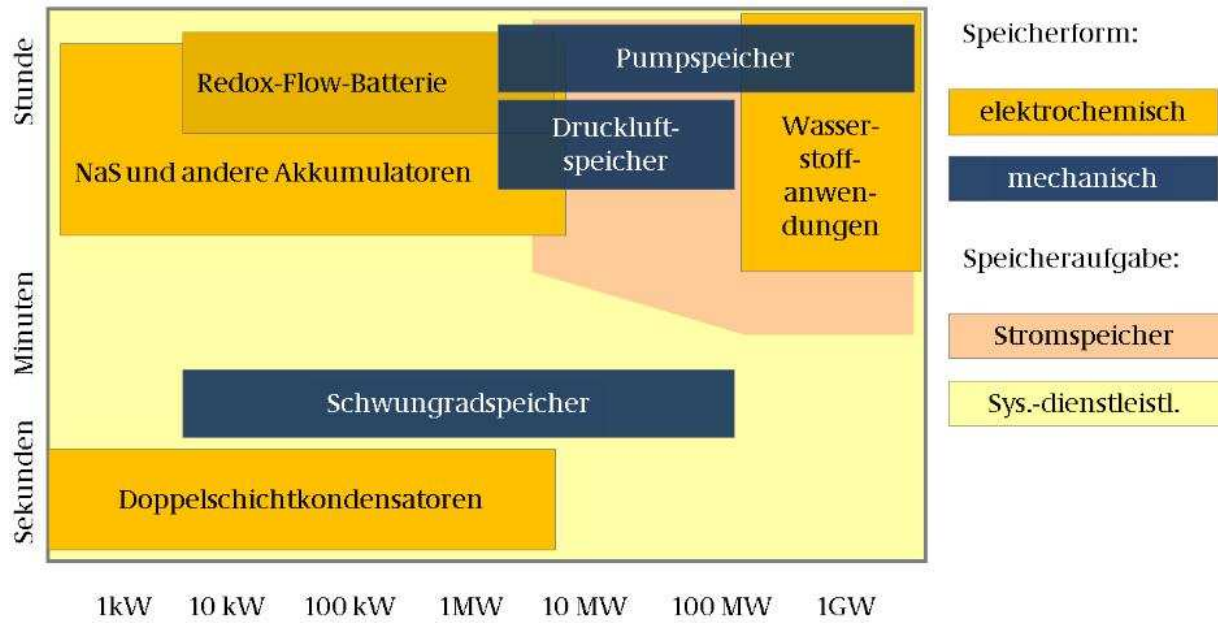 Stunde
Minuten
Sekunden
Redox-Flow-Batterie
NaS und andere Akkumulatoren
Pumpspeicher
Druckluft-
speicher
Wasser-
stoff-
anwen-
dungen
Schwungradspeicher
Doppelschichtkondensatoren
1kW 10 kW 100 kW 1MW 10 MW 100 MW 1GW
Speicherform:
elektrochemisch
mechanisch
Speicheraufgabe:
Stromspeicher
Sys.-dienstleistl.